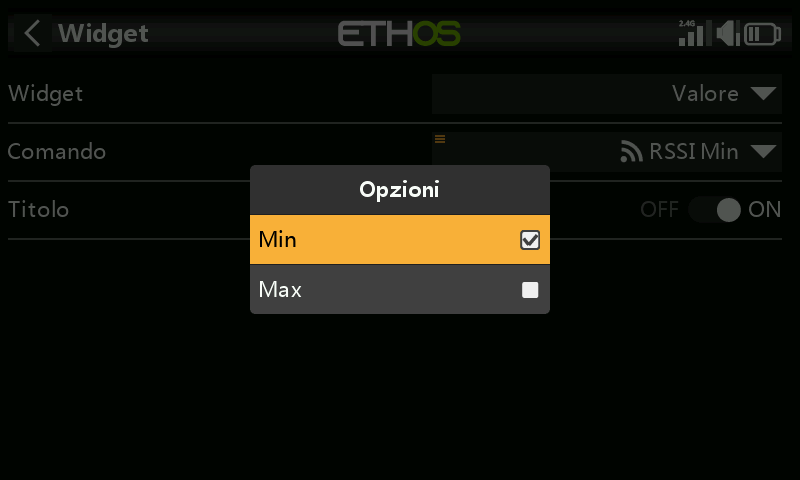 Widget
ETHOS
2.4G
Widget
Valore
Comando
RSSI Min
Titolo
OFF
ON
Opzioni
Min
Max